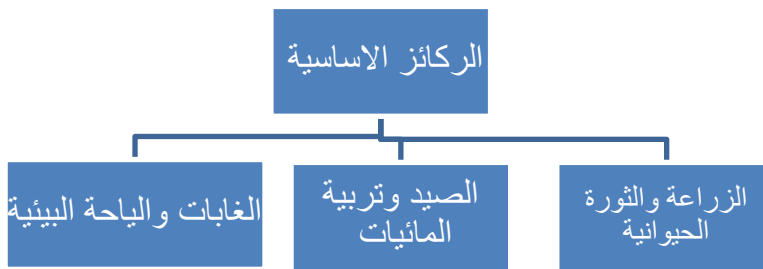 الركائز الاساسية
الزراعة والثورة
الحيوانية
الصيد وتربية
المائيات
الغابات والياحة البيئية